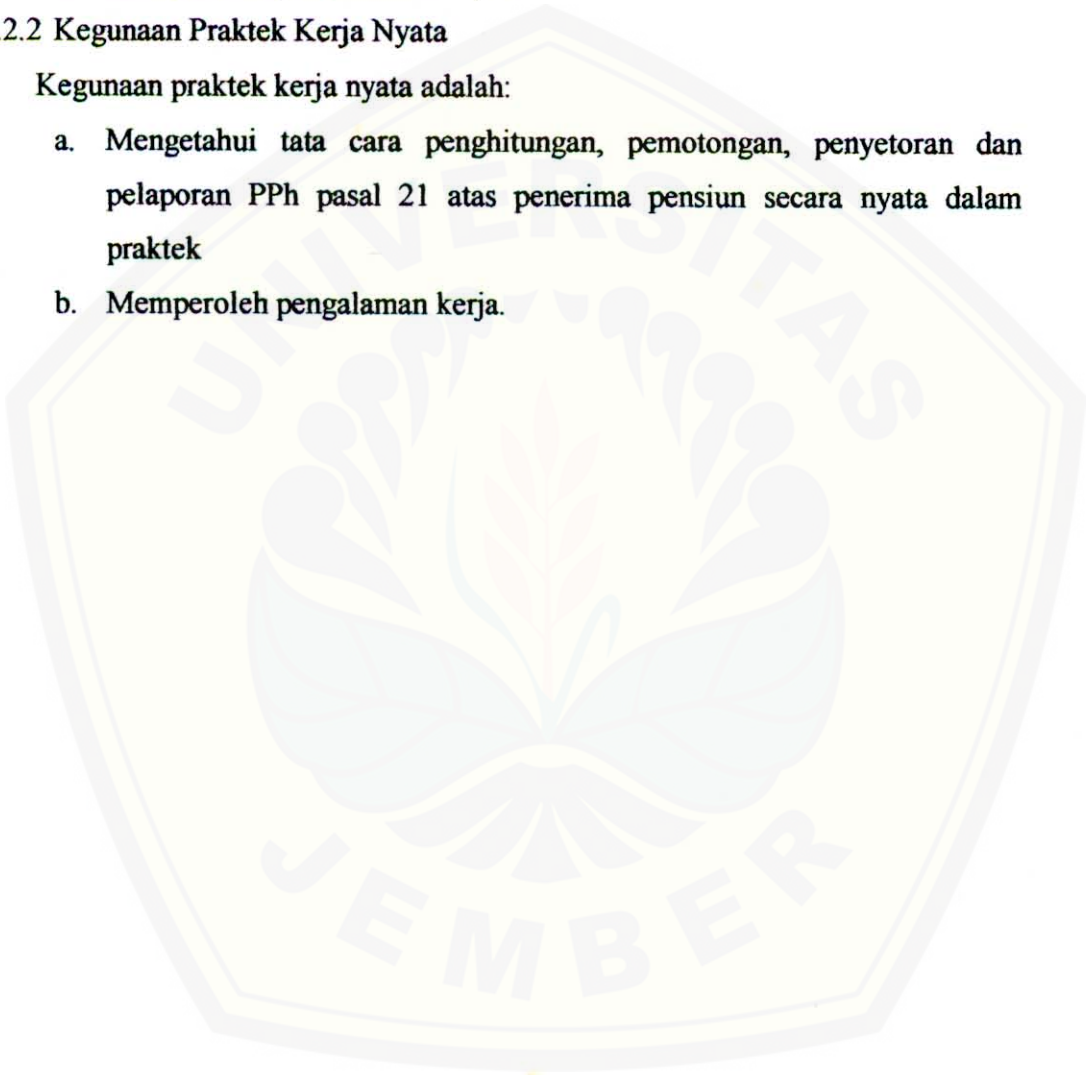 .2.2 Kegunaan Praktek Kerja Nyata
Kegunaan praktek kerja nyata adalah:
a. Mengetahui tata cara penghitungan, pemotongan, penyetoran dan
pelaporan PPh pasal 21 atas penerima pensiun secara nyata dalam
praktek
b. Memperoleh pengalaman kerja.
UNIVERSITAS
JEMBER